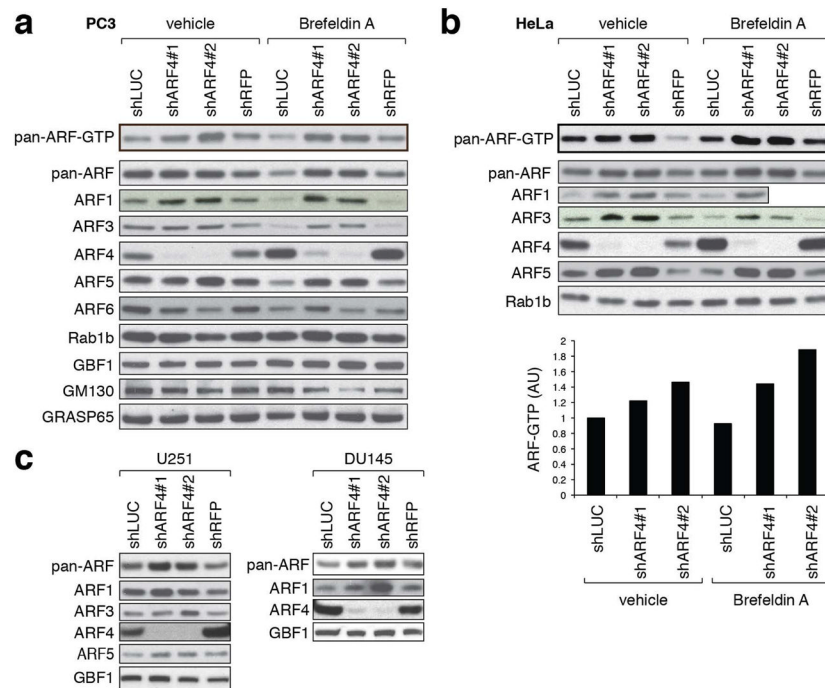 a
PC3
vehicle
Brefeldin A
shLUC
shARF4#1
shARF4#2
shRFP
shLUC
shARF4#1
shARF4#2
shRFP
pan-ARF-GTP
pan-ARF
ARF1
ARF3
ARF4
ARF5
ARF6
Rab1b
GBF1
GM130
GRASP65
b
HeLa
vehicle
Brefeldin A
shLUC
shARF4#1
shARF4#2
shRFP
shLUC
shARF4#1
shARF4#2
shRFP
pan-ARF-GTP
pan-ARF
ARF1
ARF3
ARF4
ARF5
Rab1b
ARF-GTP (AU)
2
1.8
1.6
1.4
1.2
1
0.8
0.6
0.4
0.2
0
shLUC
shARF4#1
shARF4#2
shLUC
shARF4#1
shARF4#2
vehicle
Brefeldin A
c
U251
shLUC
shARF4#1
shARF4#2
shRFP
pan-ARF
ARF1
ARF3
ARF4
ARF5
GBF1
DU145
shLUC
shARF4#1
shARF4#2
shRFP
pan-ARF
ARF1
ARF4
GBF1